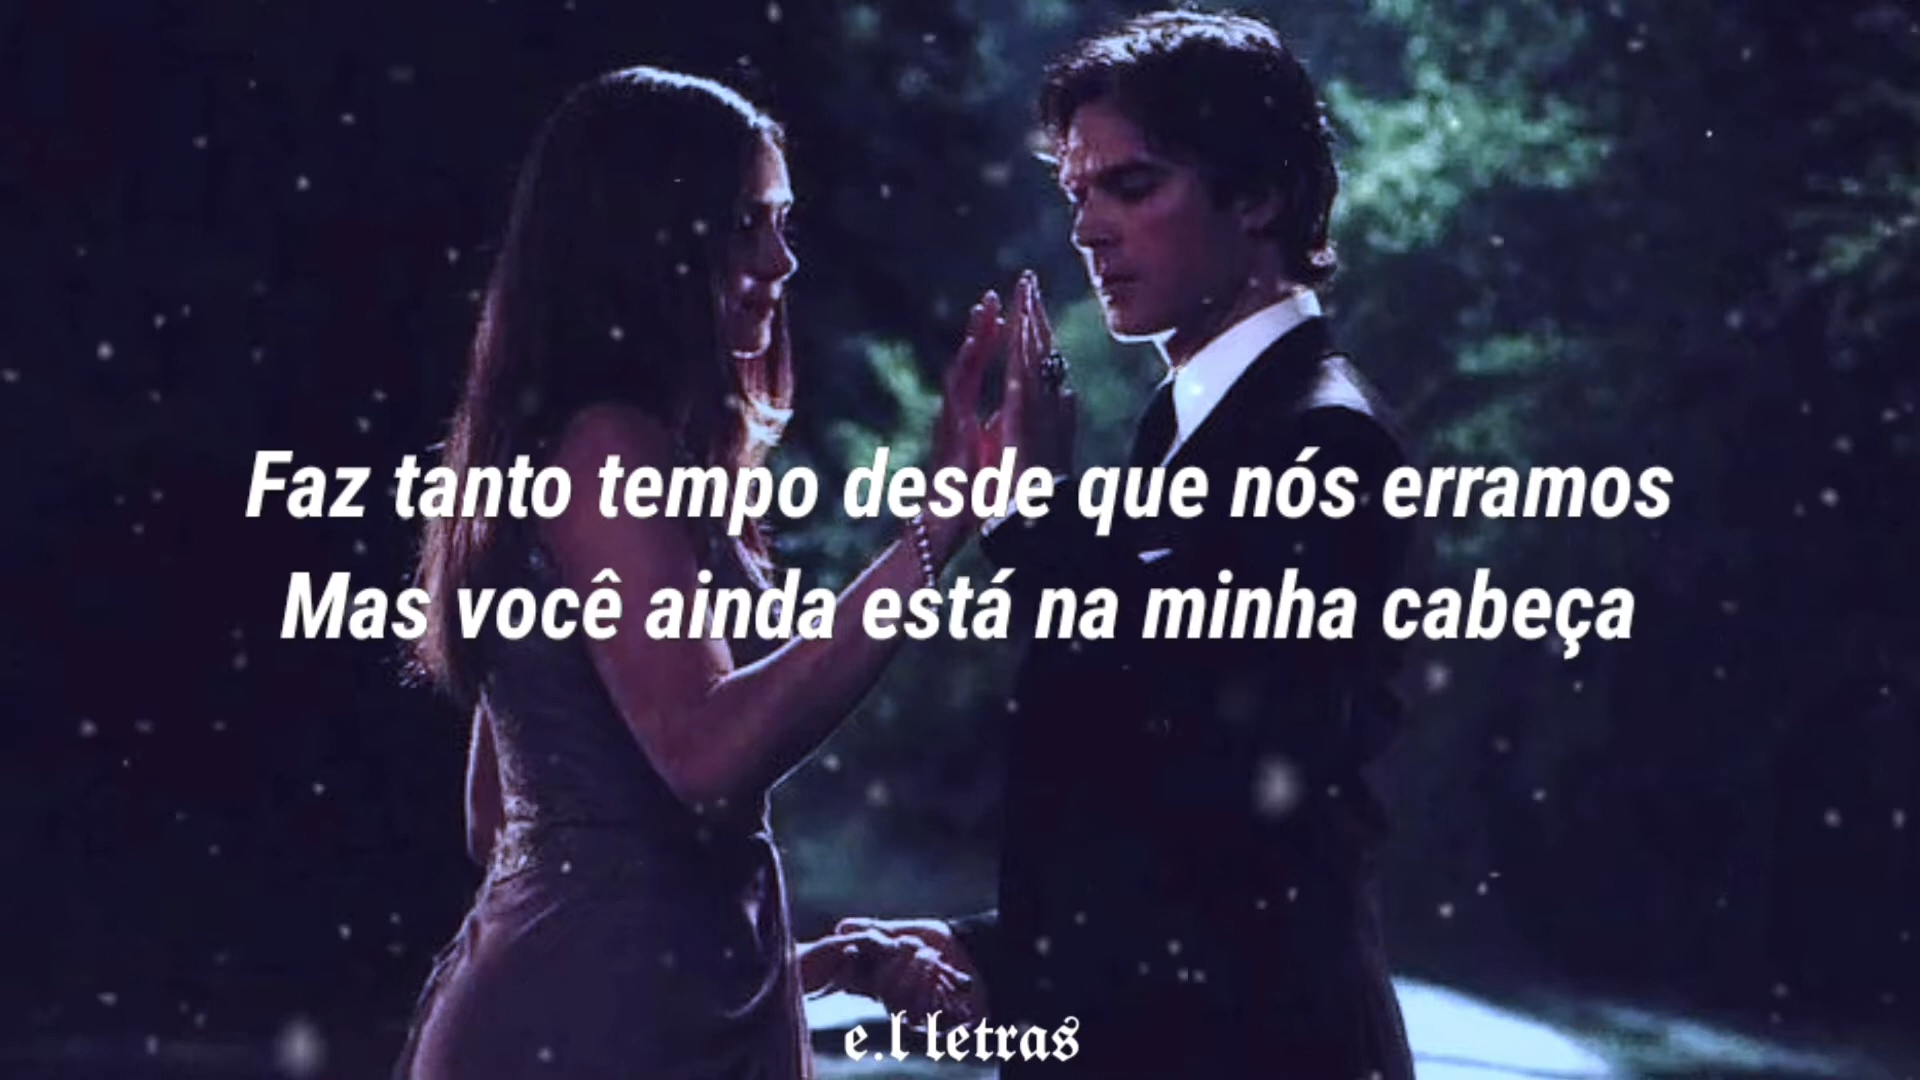 Faz tanto tempo desde que nós erramos
Mas você ainda está na minha cabeça
e.l letras